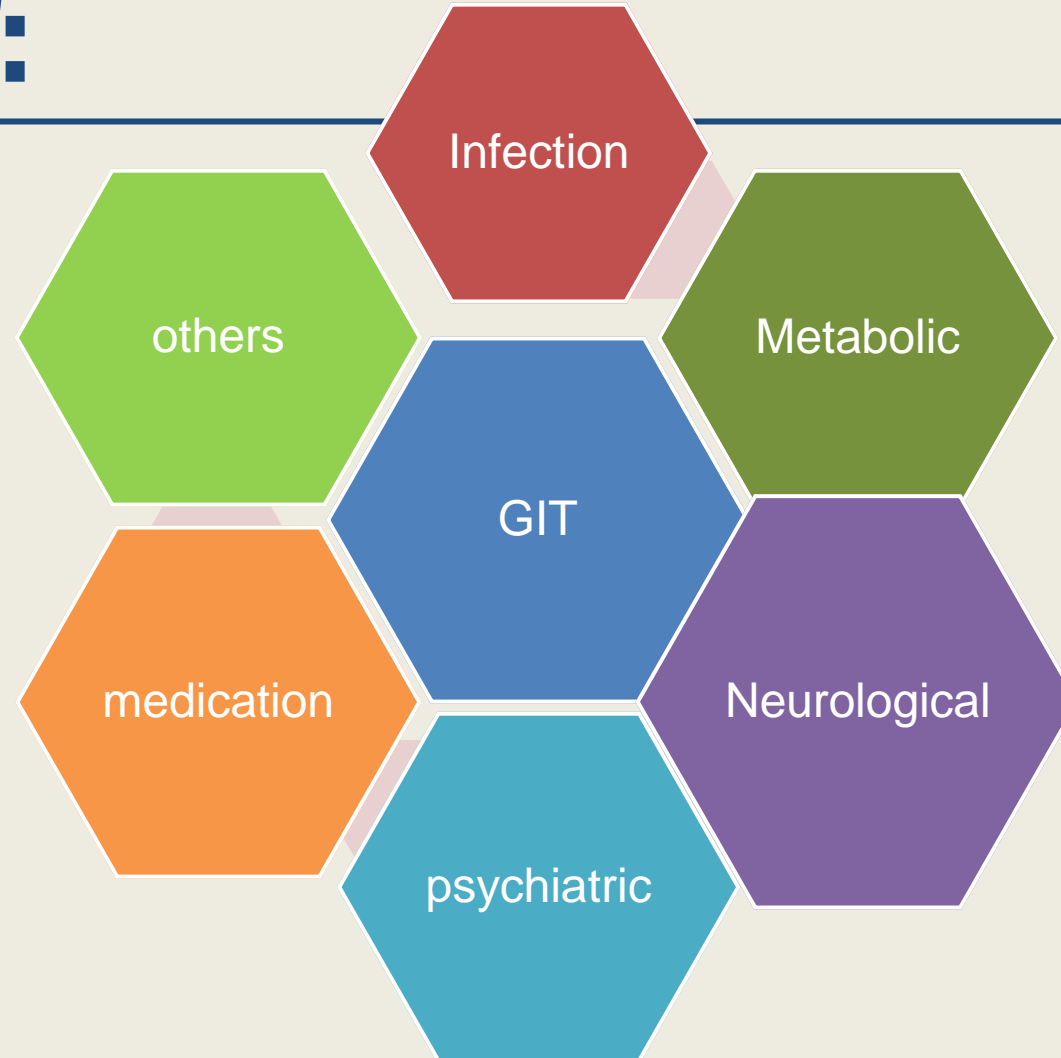 :
Infection
others
Metabolic
GIT
medication
Neurological
psychiatric